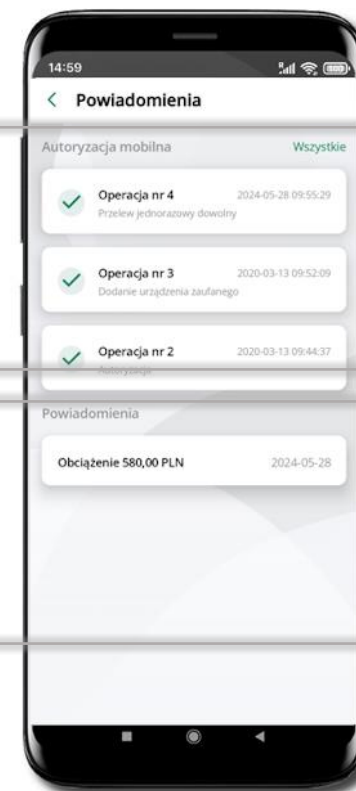 14:59
Powiadomienia
Autoryzacja mobilna Wszystkie
Operacja nr 4 2024-05-28 09:55:29
Przelew jednorazowy dowolny
Operacja nr 3 2020-03-13 09:52:09
Dodanie urządzenia zaufanego
Operacja nr 2 2020-03-13 09:44:37
Autoryzacja
Powiadomienia
Obciążenie 580,00 PLN 2024-05-28